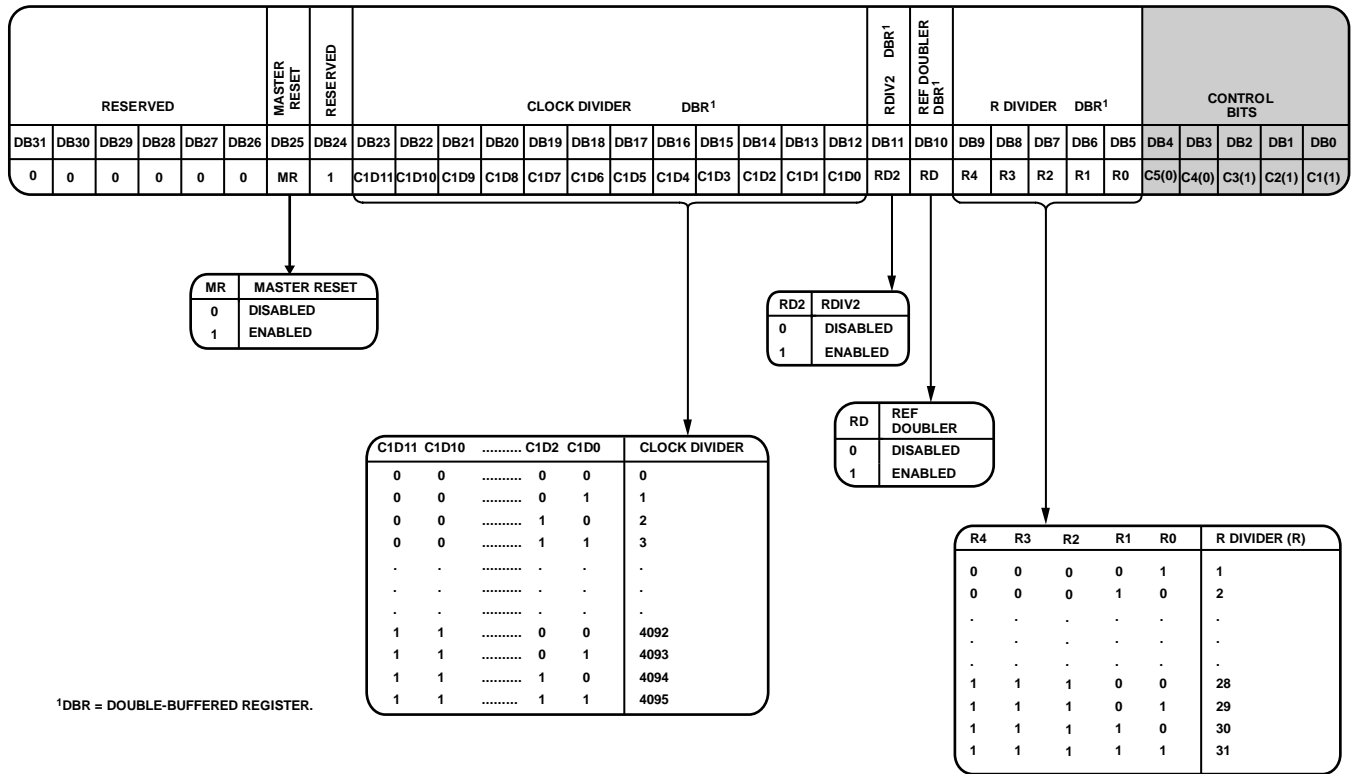 RESERVED
MASTER RESET
RESERVED
CLOCK DIVIDER DBR1
RDIV2 DBR1
REF DOUBLER DBR1
R DIVIDER DBR1
CONTROL BITS
DB31 DB30 DB29 DB28 DB27 DB26 DB25 DB24 DB23 DB22 DB21 DB20 DB19 DB18 DB17 DB16 DB15 DB14 DB13 DB12 DB11 DB10 DB9 DB8 DB7 DB6 DB5 DB4 DB3 DB2 DB1 DB0
0 0 0 0 0 0 MR 1 C1D11 C1D10 C1D9 C1D8 C1D7 C1D6 C1D5 C1D4 C1D3 C1D2 C1D1 C1D0 RD2 RD R4 R3 R2 R1 R0 C5(0) C4(0) C3(1) C2(1) C1(1)
MR MASTER RESET
0 DISABLED
1 ENABLED
RD2 RDIV2
0 DISABLED
1 ENABLED
RD REF DOUBLER
0 DISABLED
1 ENABLED
C1D11 C1D10 .......... C1D2 C1D0 CLOCK DIVIDER
0 0 .......... 0 0 0
0 0 .......... 0 1 1
0 0 .......... 1 0 2
0 0 .......... 1 1 3
. . .......... . . .
. . .......... . . .
. . .......... . . .
1 1 .......... 0 0 4092
1 1 .......... 0 1 4093
1 1 .......... 1 0 4094
1 1 ......... 1 1 4095
R4 R3 R2 R1 R0 R DIVIDER (R)
0 0 0 0 1 1
0 0 0 1 0 2
. . . . . .
. . . . . .
. . . . . .
1 1 1 0 0 28
1 1 1 0 1 29
1 1 1 1 0 30
1 1 1 1 1 31
1DBR = DOUBLE-BUFFERED REGISTER.